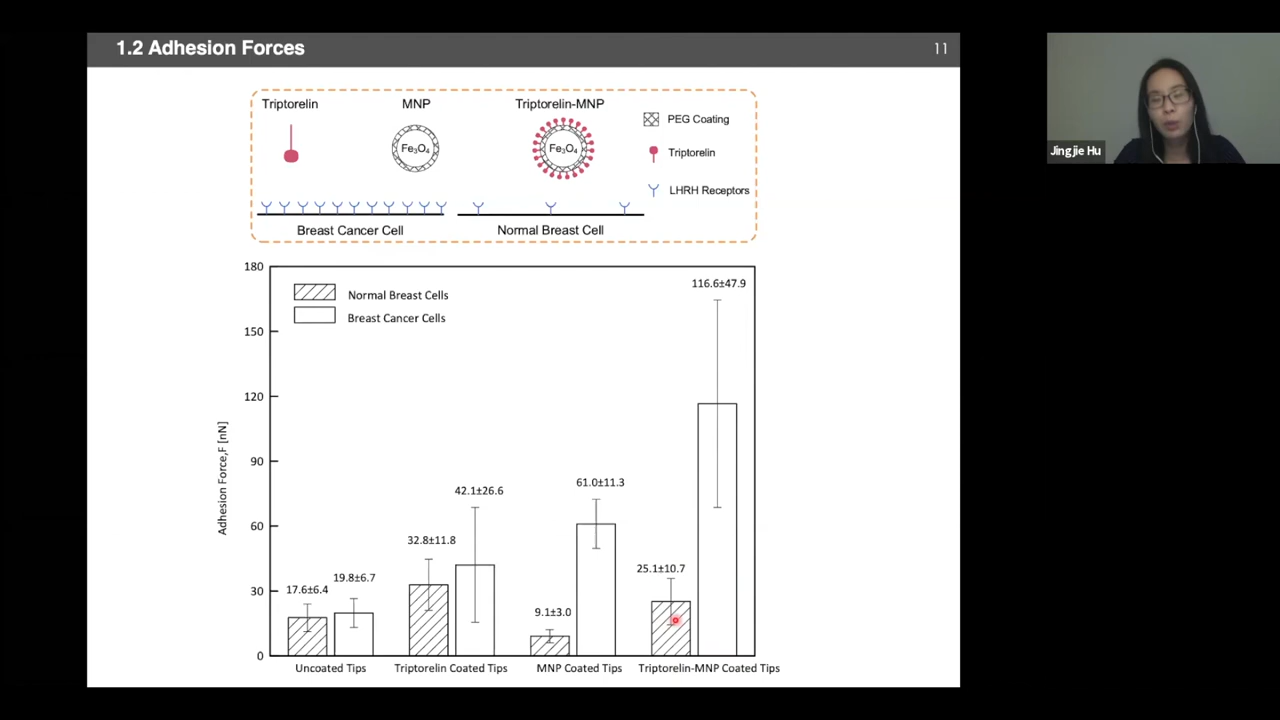 1.2 Adhesion Forces
11
Triptorelin
MNP
Triptorelin-MNP
Fe₃O₄
Fe₃O₄
PEG Coating
Triptorelin
LHRH Receptors
Breast Cancer Cell
Normal Breast Cell
Jingjie Hu
180
150
120
90
60
30
0
Adhesion Force,F [nN]
Normal Breast Cells
Breast Cancer Cells
17.6±6.4
19.8±6.7
32.8±11.8
42.1±26.6
9.1±3.0
61.0±11.3
25.1±10.7
116.6±47.9
Uncoated Tips
Triptorelin Coated Tips
MNP Coated Tips
Triptorelin-MNP Coated Tips